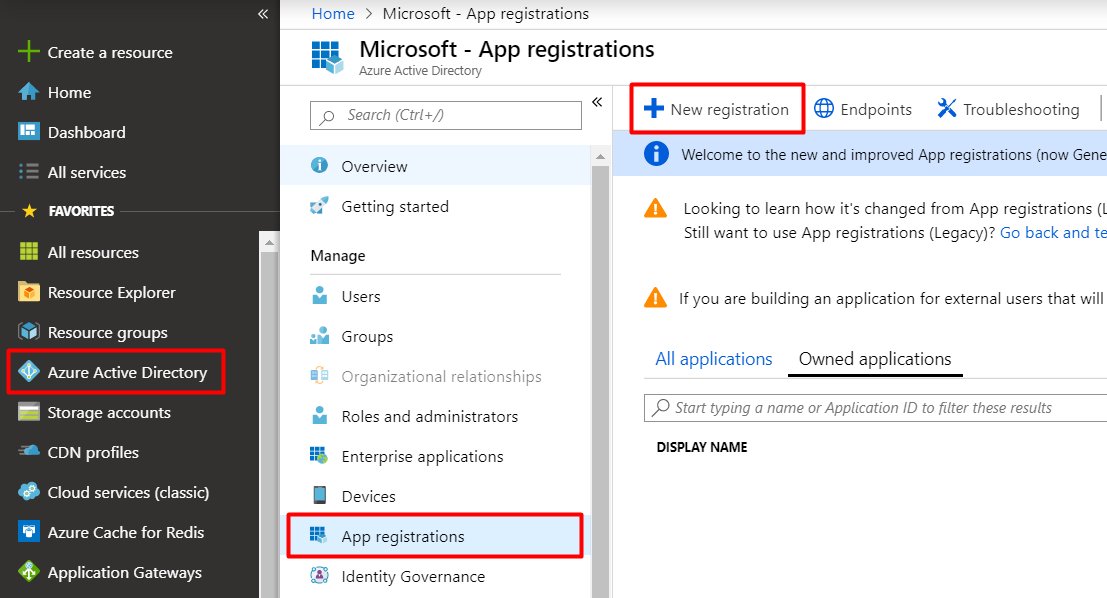 Create a resource
Home
Dashboard
All services
FAVORITES
All resources
Resource Explorer
Resource groups
Azure Active Directory
Storage accounts
CDN profiles
Cloud services (classic)
Azure Cache for Redis
Application Gateways
Home > Microsoft - App registrations
Microsoft - App registrations
Azure Active Directory
Search (Ctrl+/)
Overview
Getting started
Manage
Users
Groups
Organizational relationships
Roles and administrators
Enterprise applications
Devices
App registrations
Identity Governance
New registration Endpoints Troubleshooting
Welcome to the new and improved App registrations (now Gene
Looking to learn how it's changed from App registrations (L
Still want to use App registrations (Legacy)? Go back and te
If you are building an application for external users that will
All applications Owned applications
Start typing a name or Application ID to filter these results
DISPLAY NAME